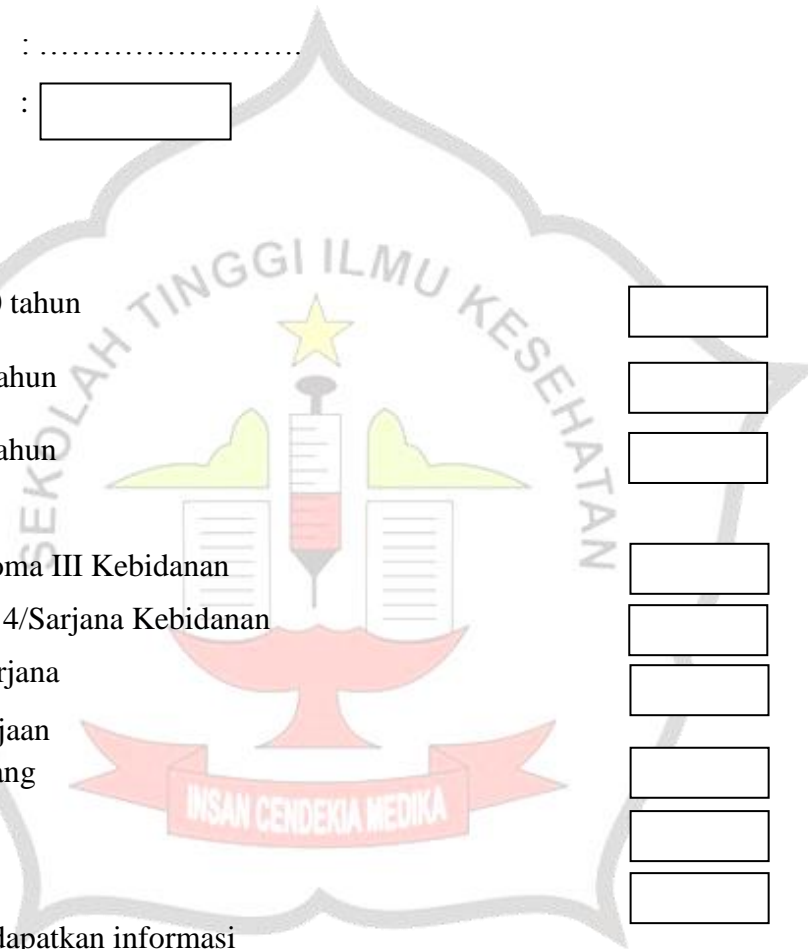 : …………………….
:
tahun
ahun
ahun
oma III Kebidanan
4/Sarjana Kebidanan
rjana
jaan
ang
dapatkan informasi
SEKOLAH TINGGI ILMU KESEHATAN
INSAN CENDEKIA MEDIKA